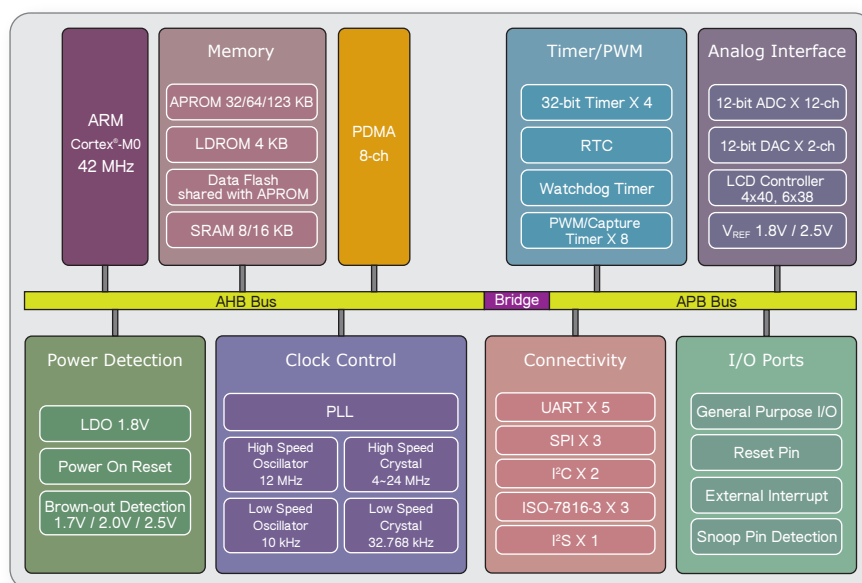 ARM
Cortex®-M0
42 MHz
Memory
APROM 32/64/123 KB
LDROM 4 KB
Data Flash
shared with APROM
SRAM 8/16 KB
PDMA
8-ch
Timer/PWM
32-bit Timer X 4
RTC
Watchdog Timer
PWM/Capture
Timer X 8
Analog Interface
12-bit ADC X 12-ch
12-bit DAC X 2-ch
LCD Controller
4x40, 6x38
VREF 1.8V / 2.5V
AHB Bus
Bridge
APB Bus
Power Detection
LDO 1.8V
Power On Reset
Brown-out Detection
1.7V / 2.0V / 2.5V
Clock Control
PLL
High Speed
Oscillator
12 MHz
High Speed
Crystal
4~24 MHz
Low Speed
Oscillator
10 kHz
Low Speed
Crystal
32.768 kHz
Connectivity
UART X 5
SPI X 3
I²C X 2
ISO-7816-3 X 3
I²S X 1
I/O Ports
General Purpose I/O
Reset Pin
External Interrupt
Snoop Pin Detection